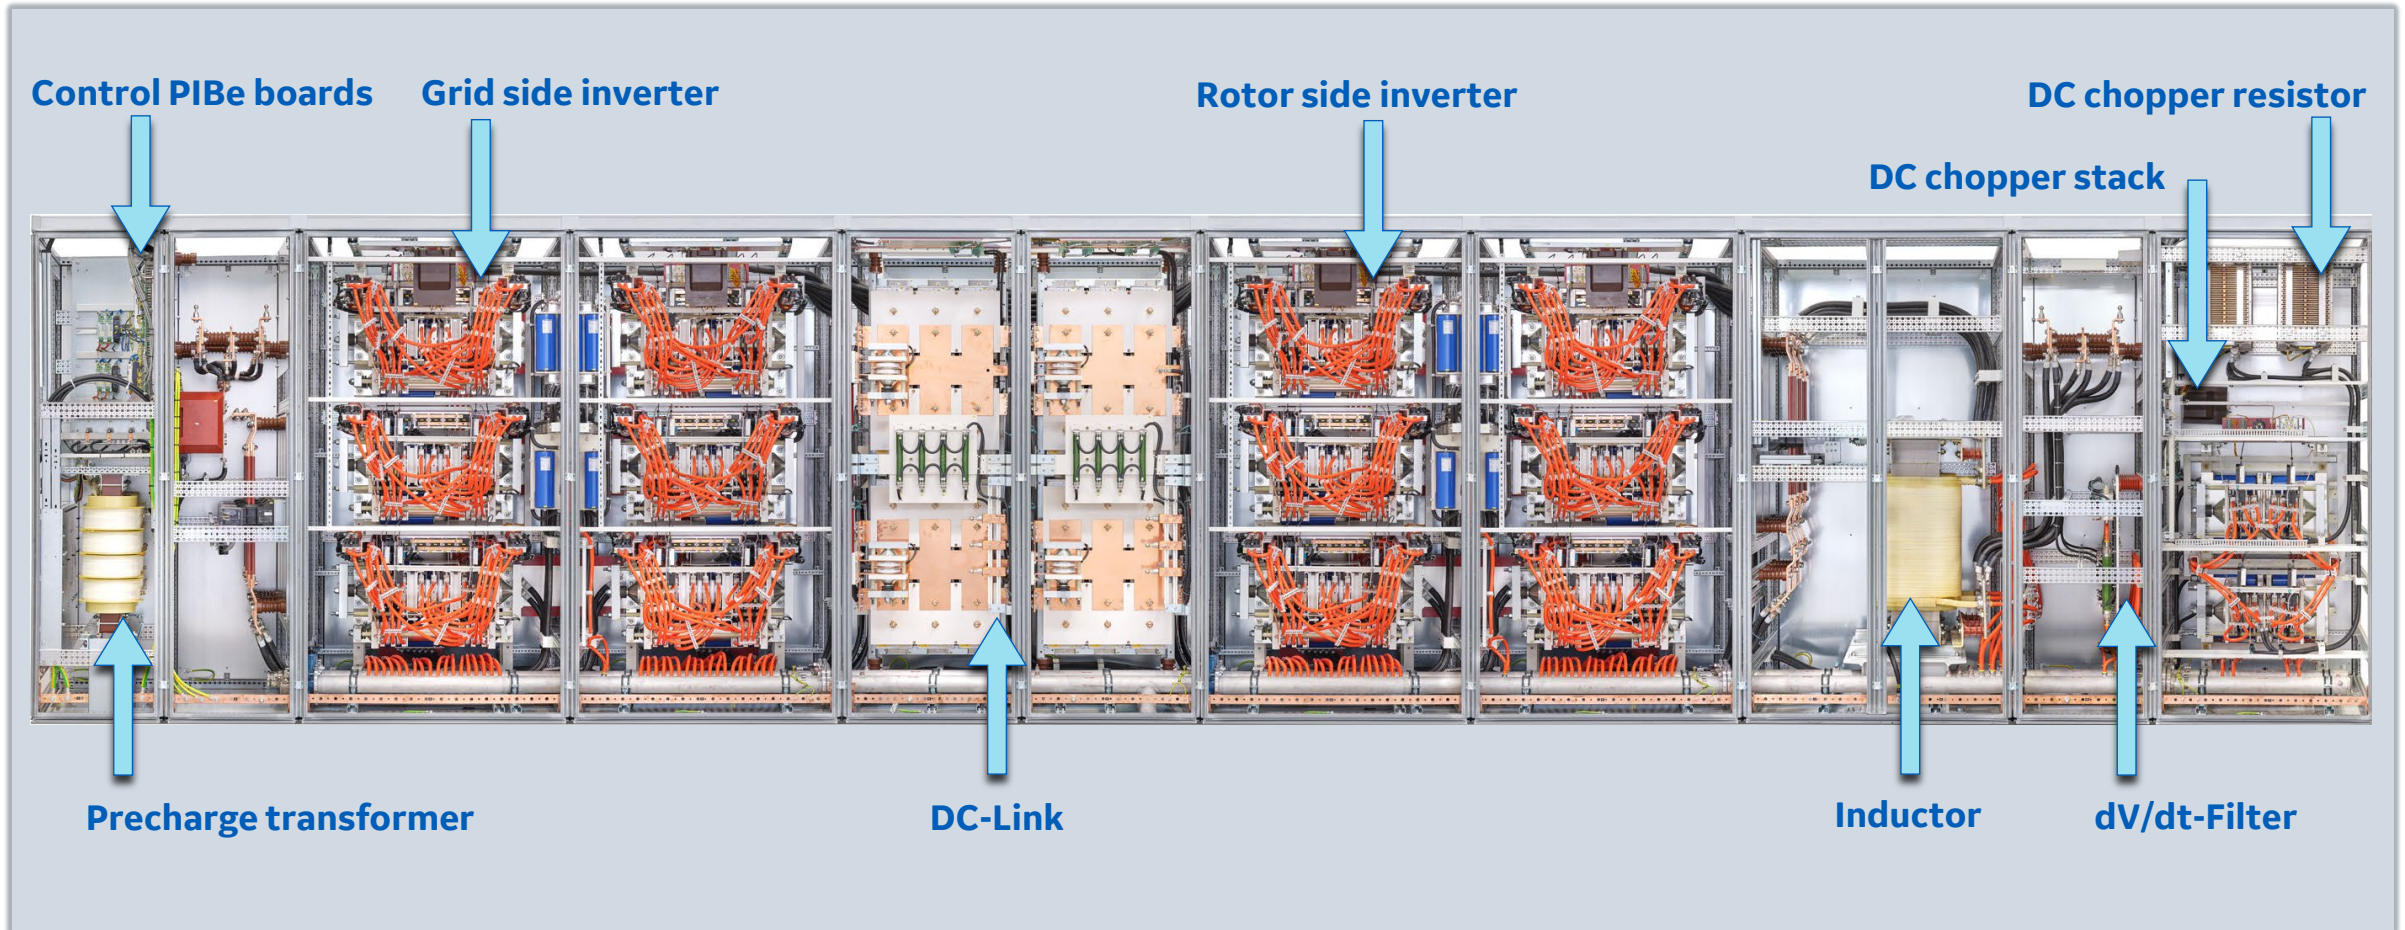 Control PIBe boards
Grid side inverter
Rotor side inverter
DC chopper resistor
DC chopper stack
Precharge transformer
DC-Link
Inductor
dV/dt-Filter